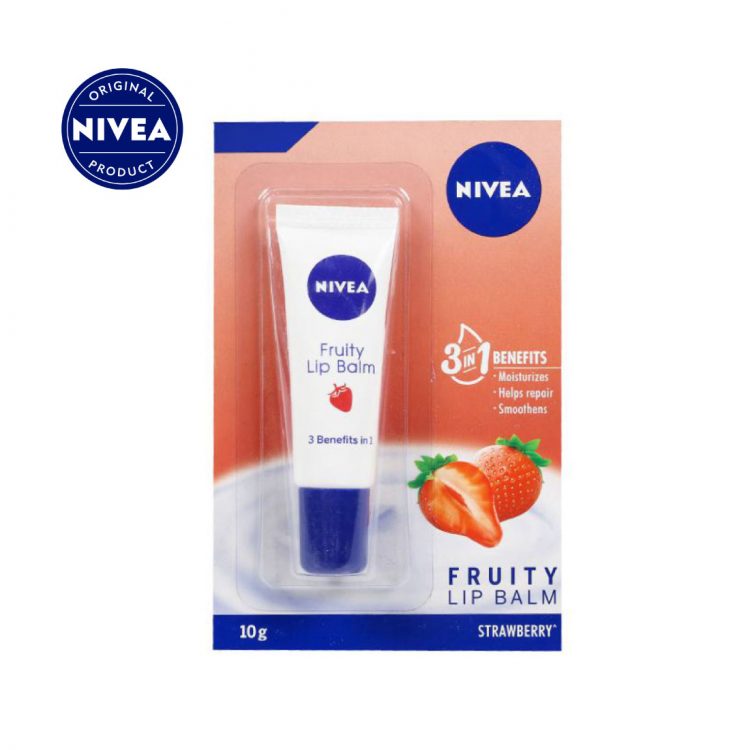 ORIGINAL
NIVEA
PRODUCT
NIVEA
NIVEA
Fruity
Lip Balm
3 Benefits in 1
3 IN 1 BENEFITS
• Moisturizes
• Helps repair
• Smoothens
FRUITY
LIP BALM
10g
STRAWBERRY^